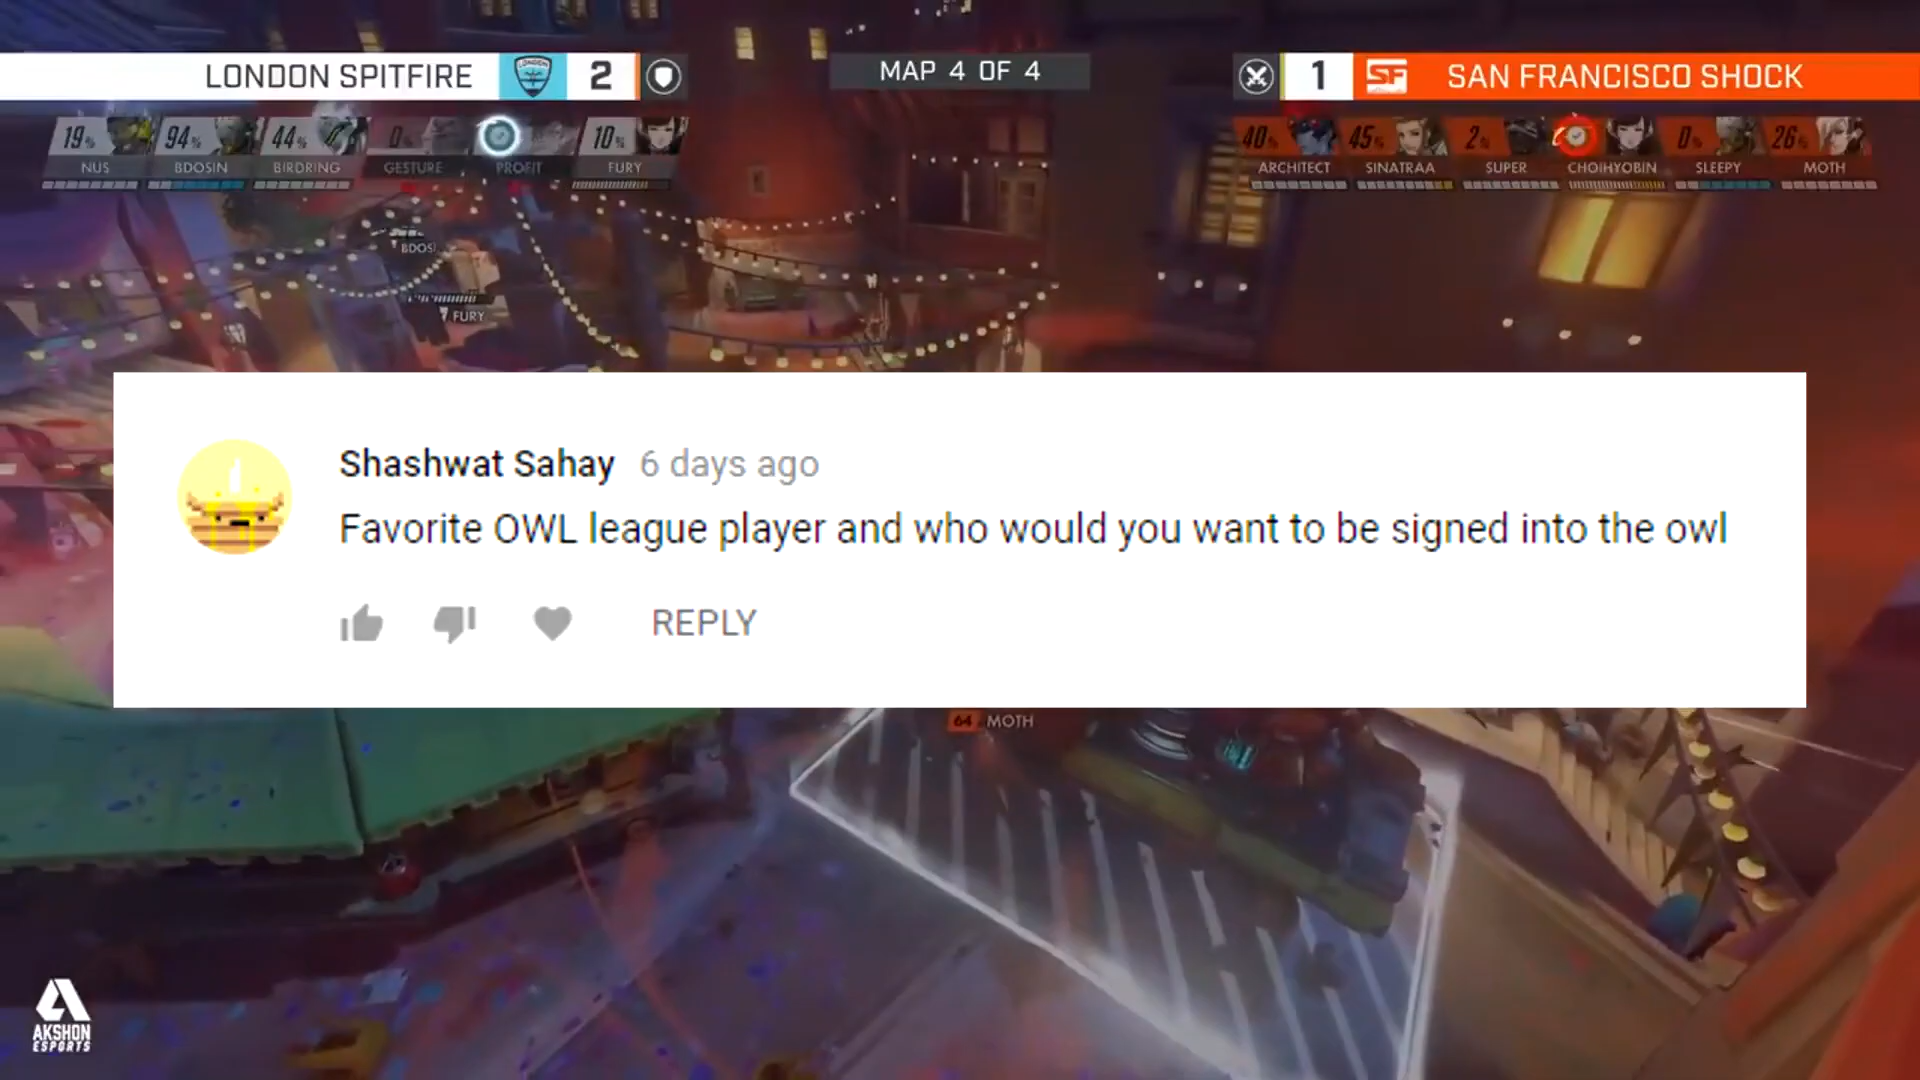 LONDON SPITFIRE LONDON 2 MAP 4 OF 4 1 SF SAN FRANCISCO SHOCK
19% 94% 44% 0% 10% 40% 45% 2% 0% 26%
NUS BDOSIN BIRDRING GESTURE PROFIT FURY ARCHITECT SINATRAA SUPER CHOIHYOBIN SLEEPY MOTH
BDOSI
FURY
Shashwat Sahay 6 days ago
Favorite OWL league player and who would you want to be signed into the owl
REPLY
64 MOTH
AKSHON
ESPORTS